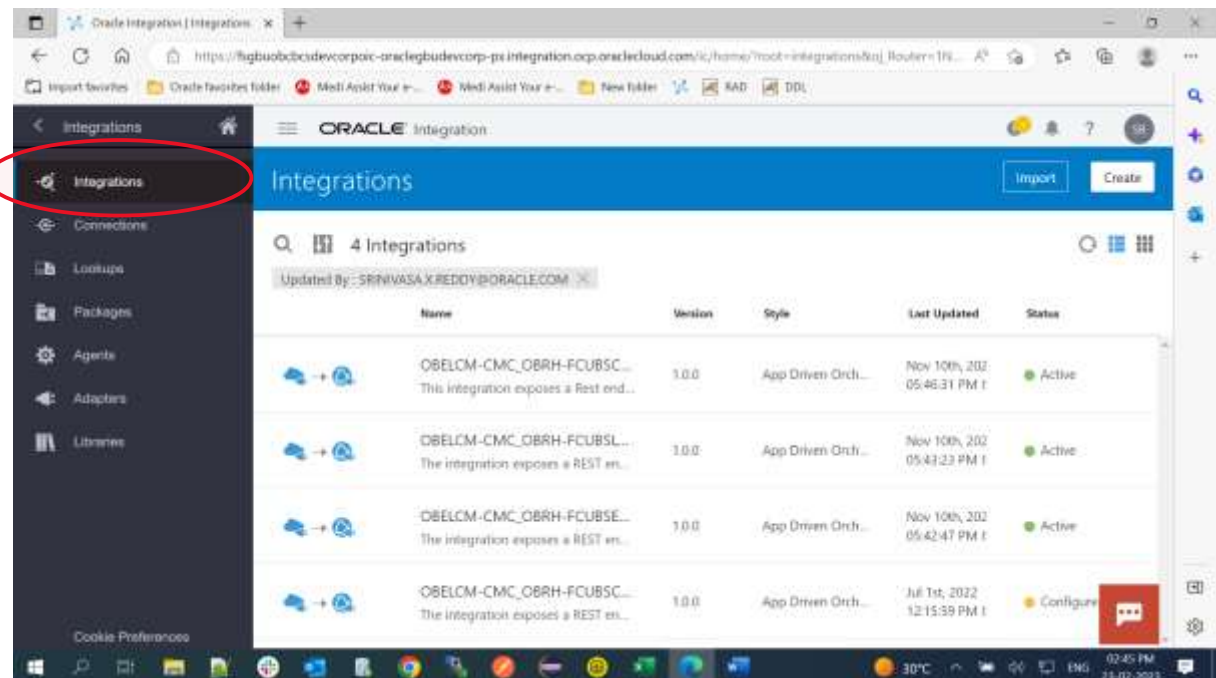 Oracle Integration | Integrations
https://
import favorites Oracle favorites folder Medi Assist Your e-... Medi Assist Your e-... New folder RAD DDL
Integrations
ORACLE Integration
?
SR
Integrations
Integrations
Import
Create
Connections
4 Integrations
Lookups
Updated By : SRINIVASA.X.REDDY@ORACLE.COM
Packages
Name Version Style Last Updated Status
Agents
OBELCM-CMC_OBRH-FCUBSC... 1.0.0 App Driven Orch... Nov 10th, 202 Active
This integration exposes a Rest end... 05:46:31 PM
Adapters
Libraries
OBELCM-CMC_OBRH-FCUBSL... 1.0.0 App Driven Orch... Nov 10th, 202 Active
The integration exposes a REST en... 05:43:23 PM
OBELCM-CMC_OBRH-FCUBSE... 1.0.0 App Driven Orch... Nov 10th, 202 Active
The integration exposes a REST en... 05:42:47 PM
OBELCM-CMC_OBRH-FCUBSC... 1.0.0 App Driven Orch... Jul 1st, 2022 Configure
The integration exposes a REST en... 12:15:59 PM
Cookie Preferences
30°C ENG 02:45 PM